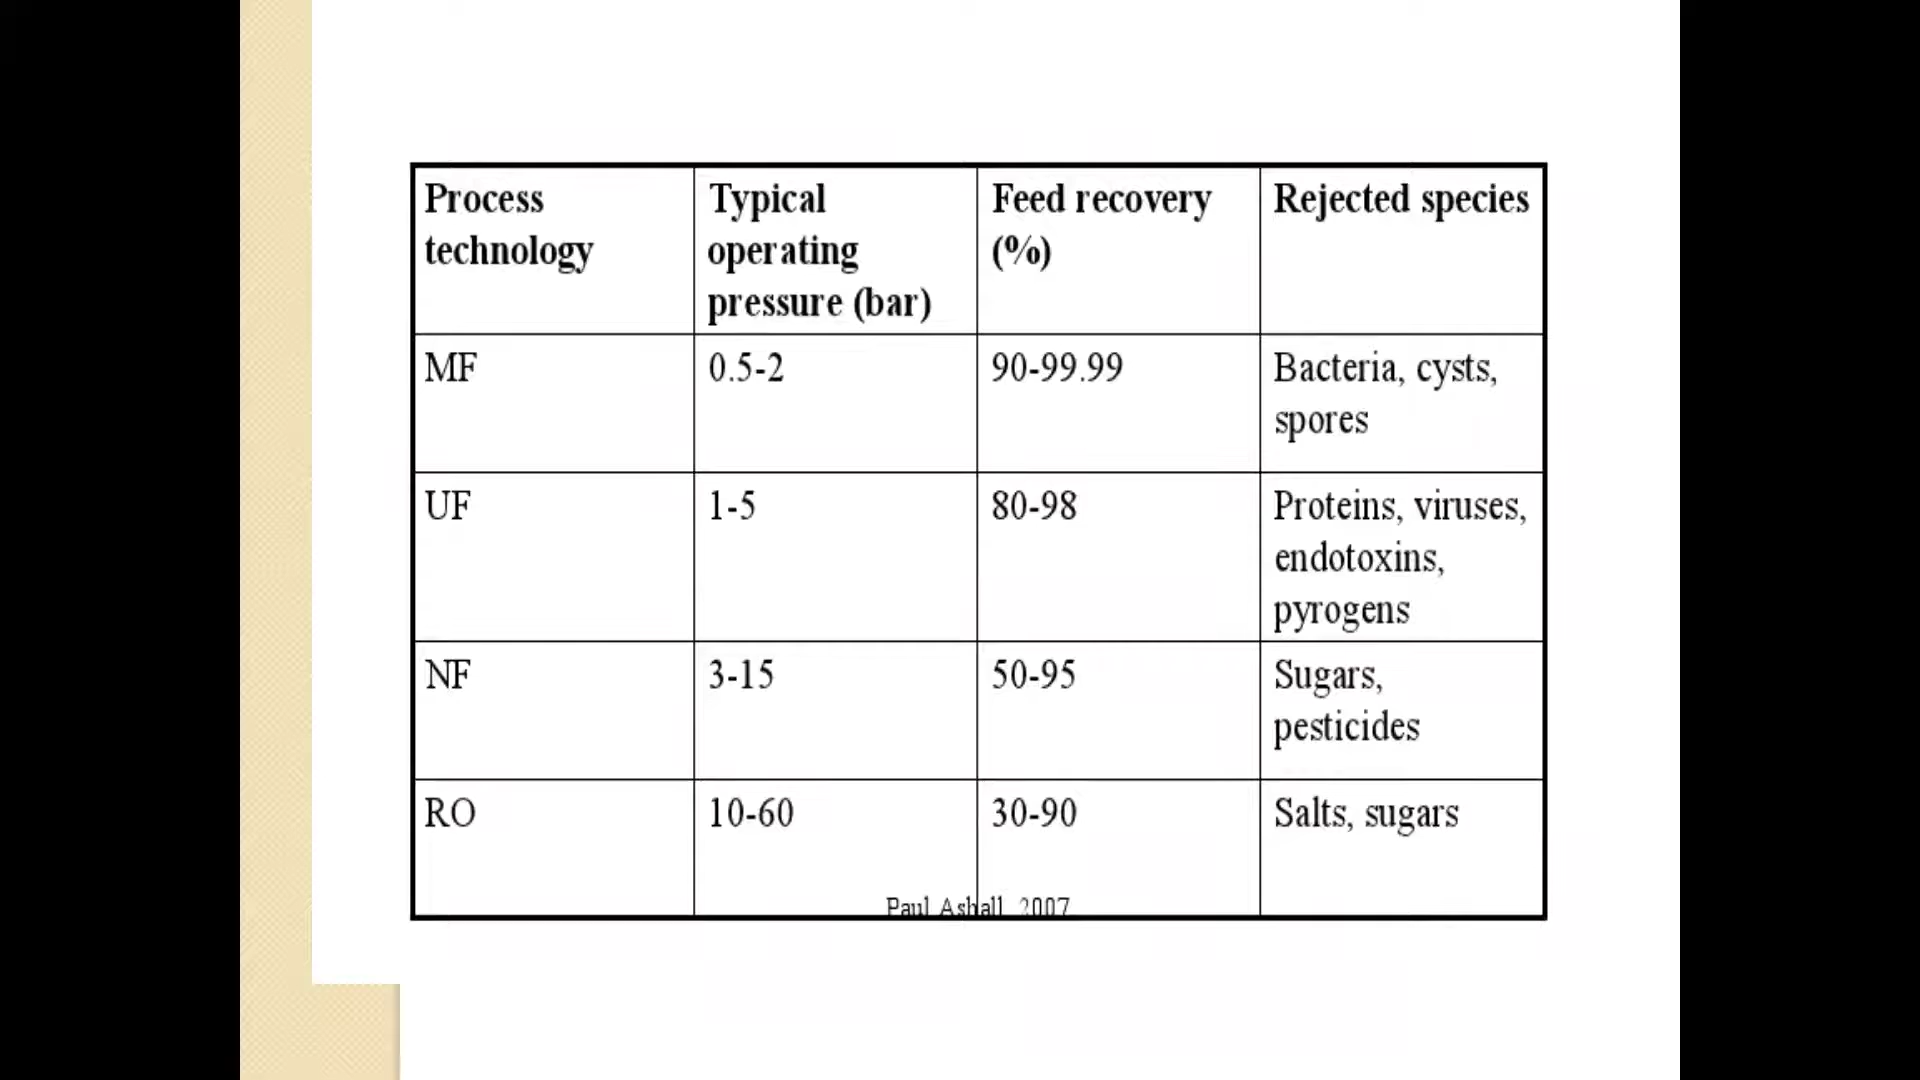 Process technology Typical operating pressure (bar) Feed recovery (%) Rejected species
MF 0.5-2 90-99.99 Bacteria, cysts, spores
UF 1-5 80-98 Proteins, viruses, endotoxins, pyrogens
NF 3-15 50-95 Sugars, pesticides
RO 10-60 30-90 Salts, sugars
Paul Ashall 2007